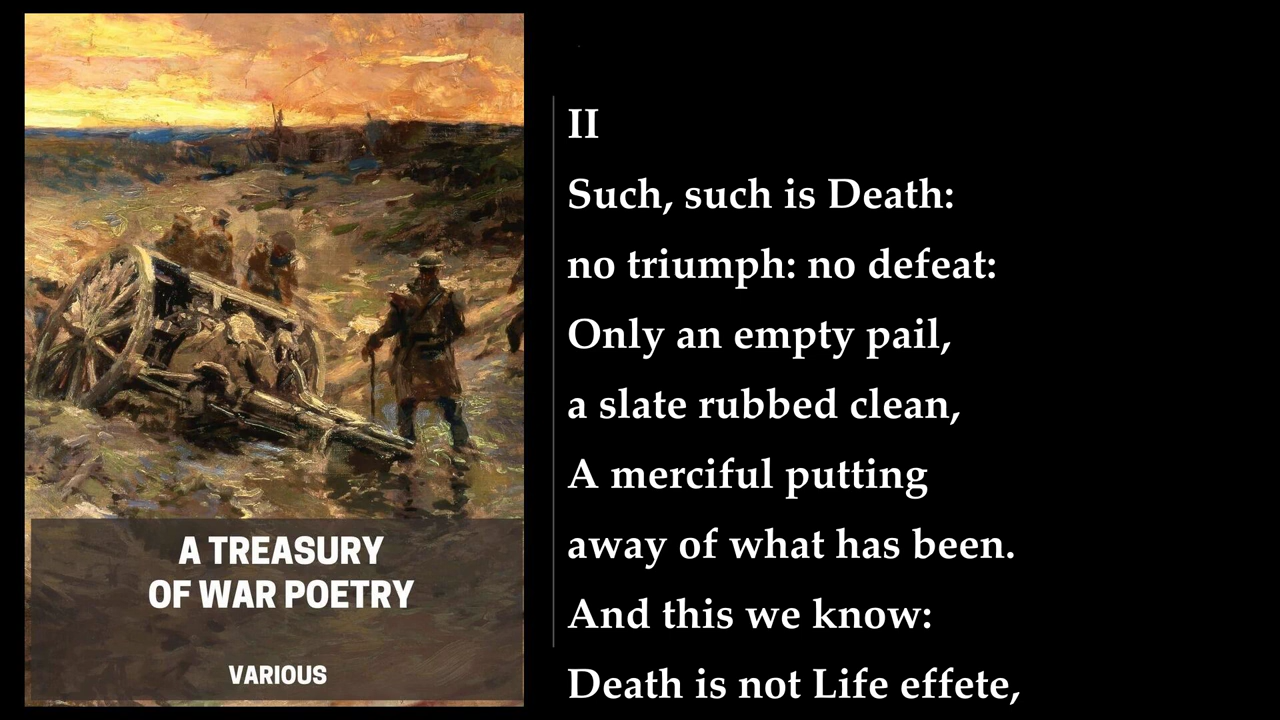 A TREASURY
OF WAR POETRY
VARIOUS
II
Such, such is Death:
no triumph: no defeat:
Only an empty pail,
a slate rubbed clean,
A merciful putting
away of what has been.
And this we know:
Death is not Life effete,